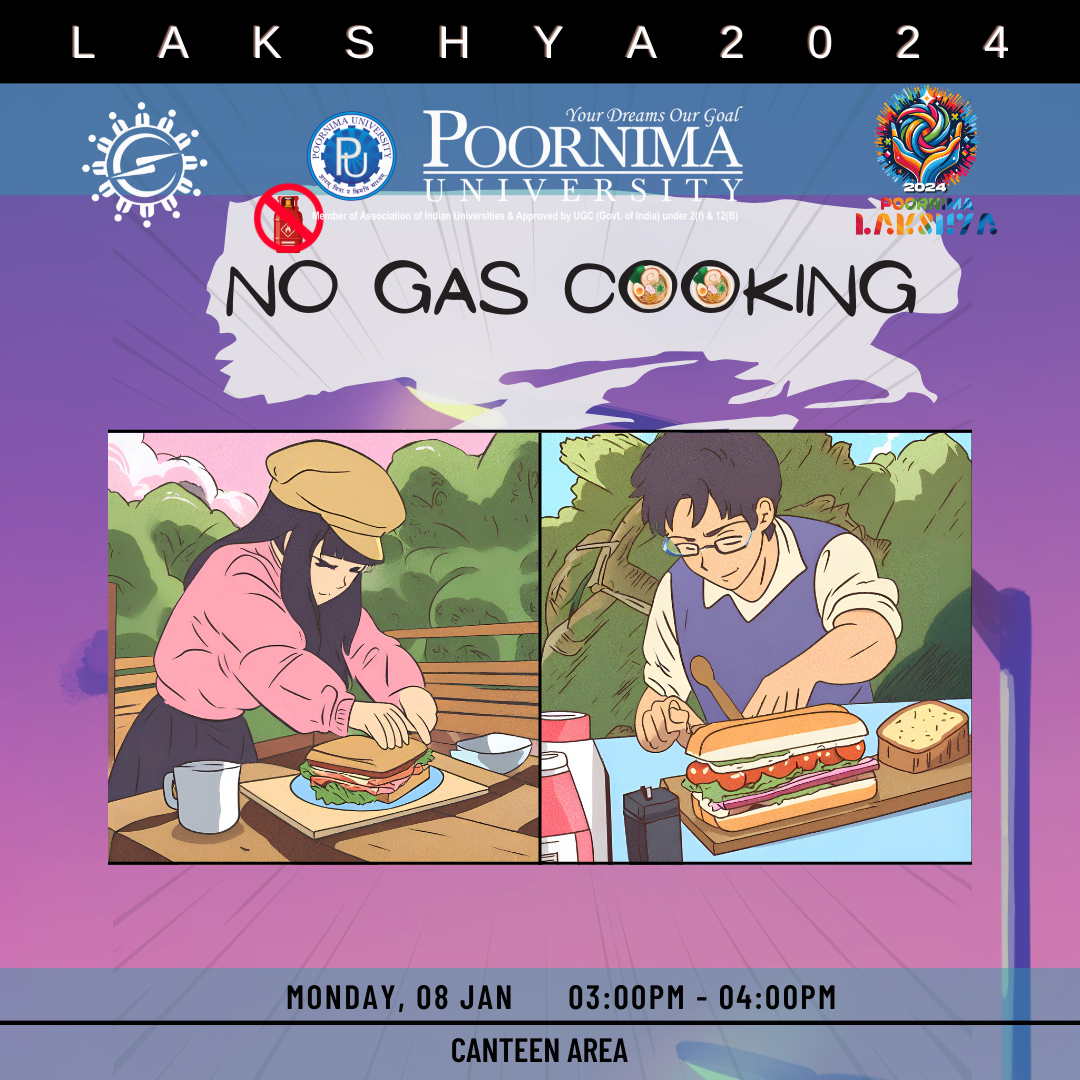 LAKSHYA2024
Your Dreams Our Goal
POORNIMA UNIVERSITY
PU
POORNIMA
UNIVERSITY
Member of Association of Indian Universities & Approved by UGC (Govt. of India) under 2(f) & 12(B)
2024
POORNIMA
LAKSHYA
NO GAS COOKING
MONDAY, 08 JAN 03:00PM - 04:00PM
CANTEEN AREA